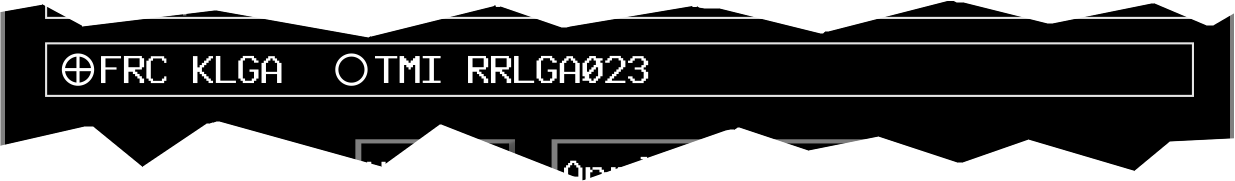 ⊕FRC KLGA ○TMI RRLGA023